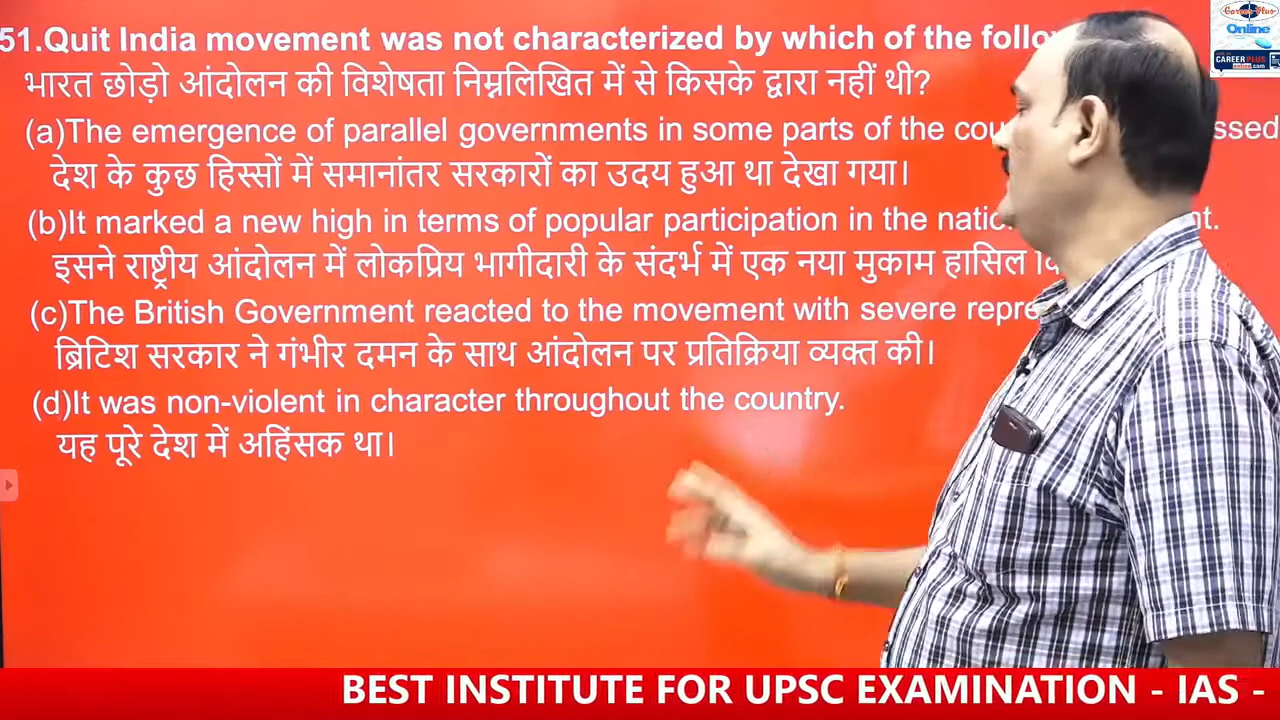 51.Quit India movement was not characterized by which of the
भारत छोड़ो आंदोलन की विशेषता निम्नलिखित में से किसके द्वारा नहीं थी?
(a)The emergence of parallel governments in some parts of the
देश के कुछ हिस्सों में समानांतर सरकारों का उदय हुआ था देखा गया।
(b)It marked a new high in terms of popular participation in the
इसने राष्ट्रीय आंदोलन में लोकप्रिय भागीदारी के संदर्भ में एक नया मुकाम हासिल
(c)The British Government reacted to the movement with severe
ब्रिटिश सरकार ने गंभीर दमन के साथ आंदोलन पर प्रतिक्रिया व्यक्त की।
(d)It was non-violent in character throughout the country.
यह पूरे देश में अहिंसक था।
Career Plus
Online
CAREERPLUS
BEST INSTITUTE FOR UPSC EXAMINATION - IAS -